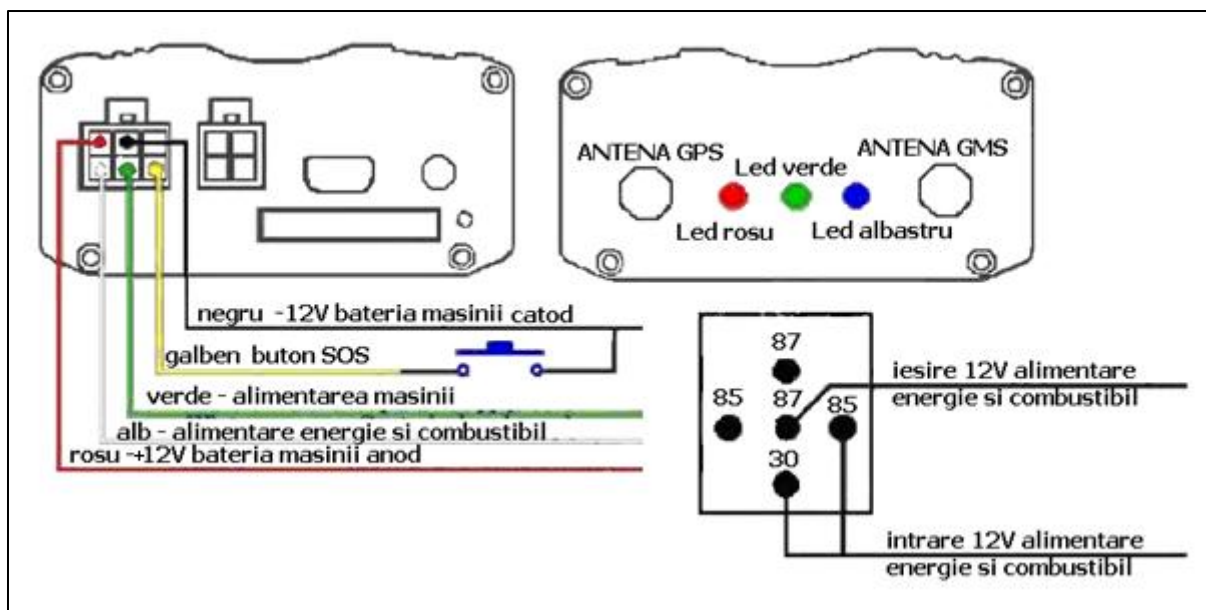 ANTENA GPS
ANTENA GMS
Led verde
Led rosu
Led albastru
negru -12V bateria masinii catod
galben buton SOS
verde - alimentarea masinii
alb - alimentare energie si combustibil
rosu -+12V bateria masinii anod
87
85
87
85
30
iesire 12V alimentare
energie si combustibil
intrare 12V alimentare
energie si combustibil